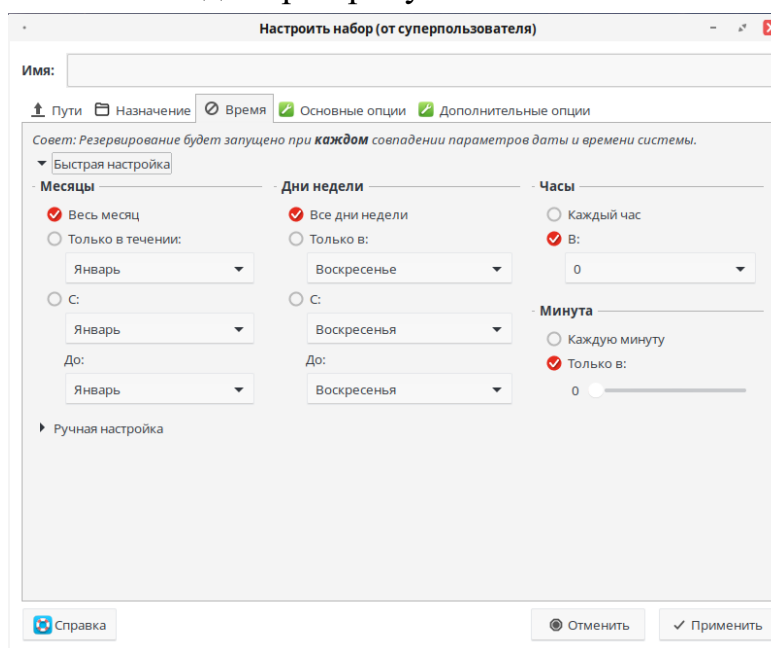 Настроить набор (от суперпользователя)
Имя:
Пути Назначение Время Основные опции Дополнительные опции
Совет: Резервирование будет запущено при каждом совпадении параметров даты и времени системы.
Быстрая настройка
Месяцы
Весь месяц
Только в течении:
Январь
С:
Январь
До:
Январь
Дни недели
Все дни недели
Только в:
Воскресенье
С:
Воскресенья
До:
Воскресенья
Часы
Каждый час
В:
0
Минута
Каждую минуту
Только в:
0
Ручная настройка
Справка
Отменить
Применить